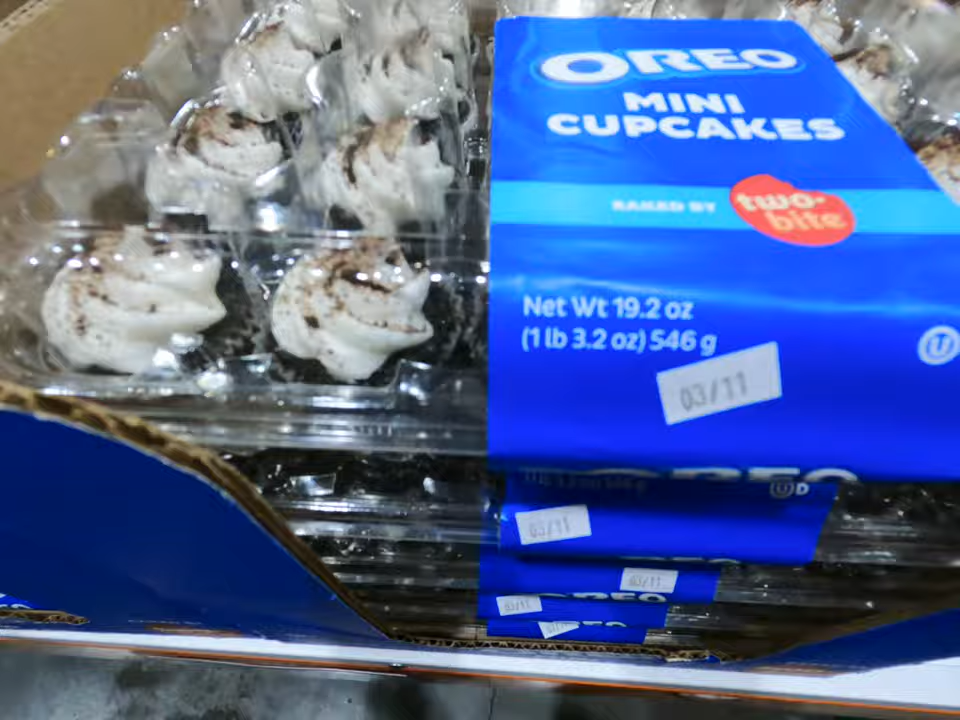 OREO
MINI
CUPCAKES
BAKED BY
two-
bite
Net Wt 19.2 oz
(1 lb 3.2 oz) 546 g
U
03/11
OREO
U D
03/11
03/11
03/11
OREO